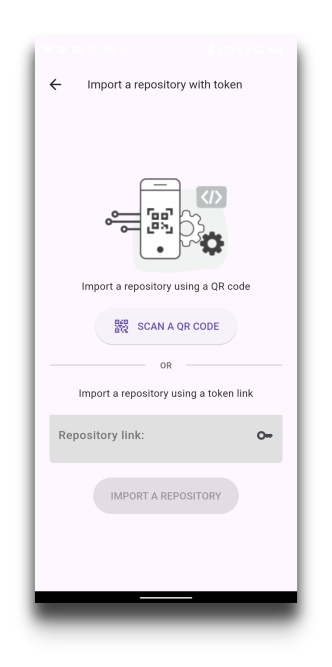 Import a repository with token
</>
Import a repository using a QR code
SCAN A QR CODE
OR
Import a repository using a token link
Repository link:
IMPORT A REPOSITORY